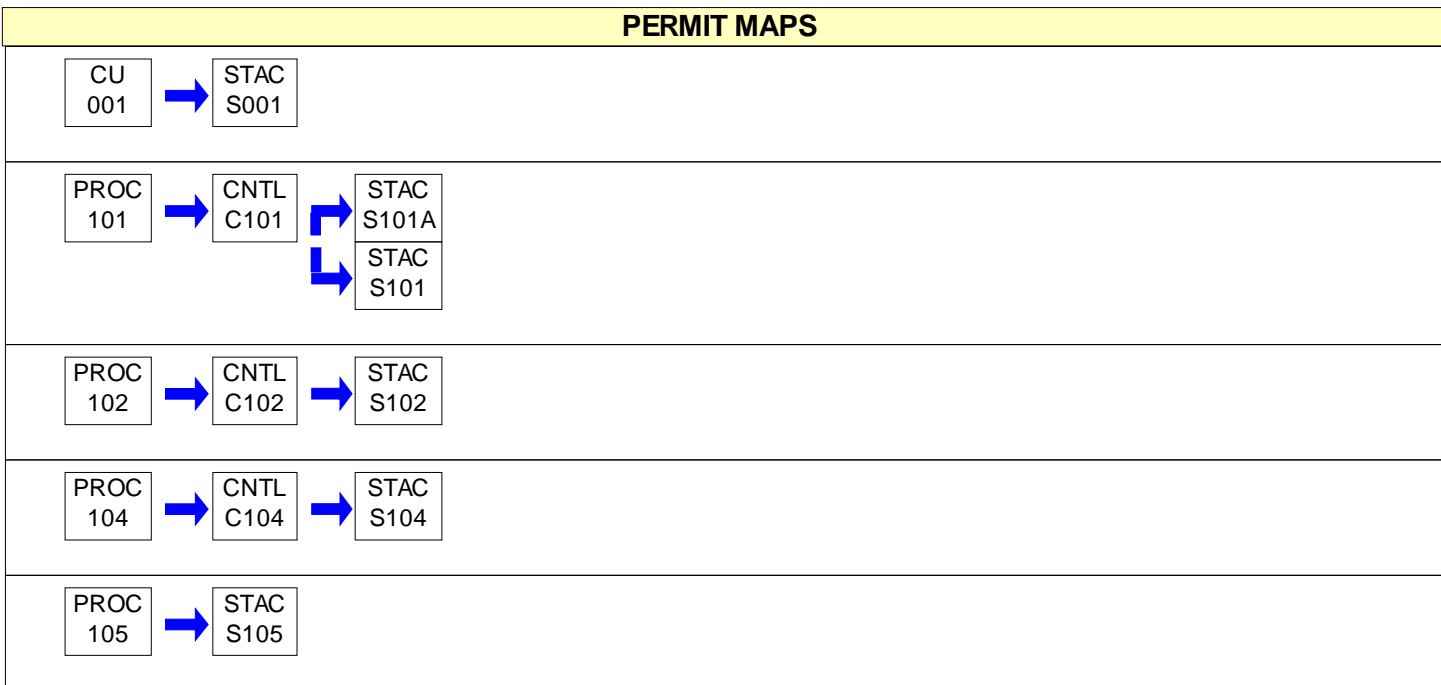 PERMIT MAPS
CU
001
STAC
S001
PROC
101
CNTL
C101
STAC
S101A
STAC
S101
PROC
102
CNTL
C102
STAC
S102
PROC
104
CNTL
C104
STAC
S104
PROC
105
STAC
S105